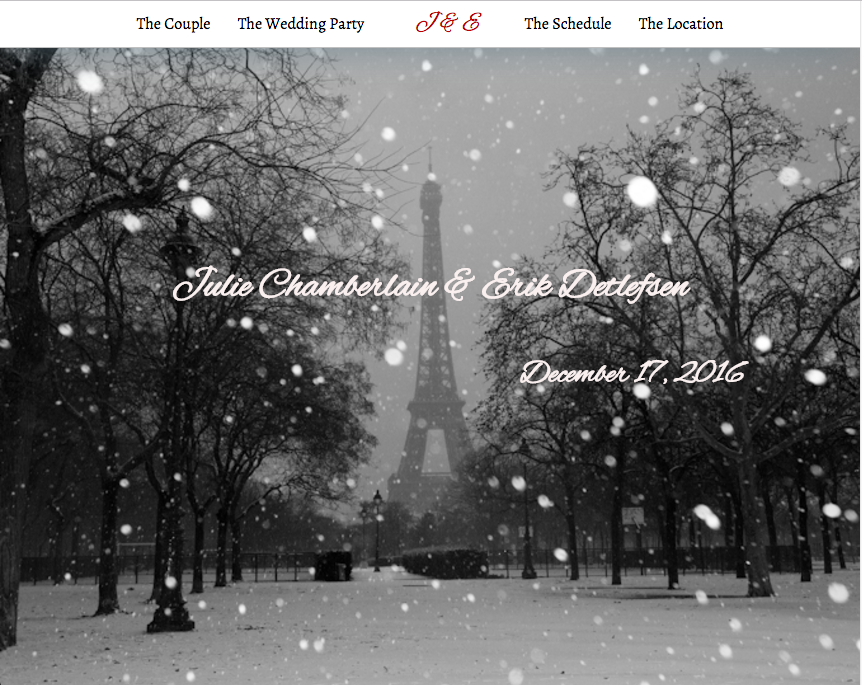 The Couple The Wedding Party J & E The Schedule The Location
Julie Chamberlain & Erik Detlefsen
December 17, 2016